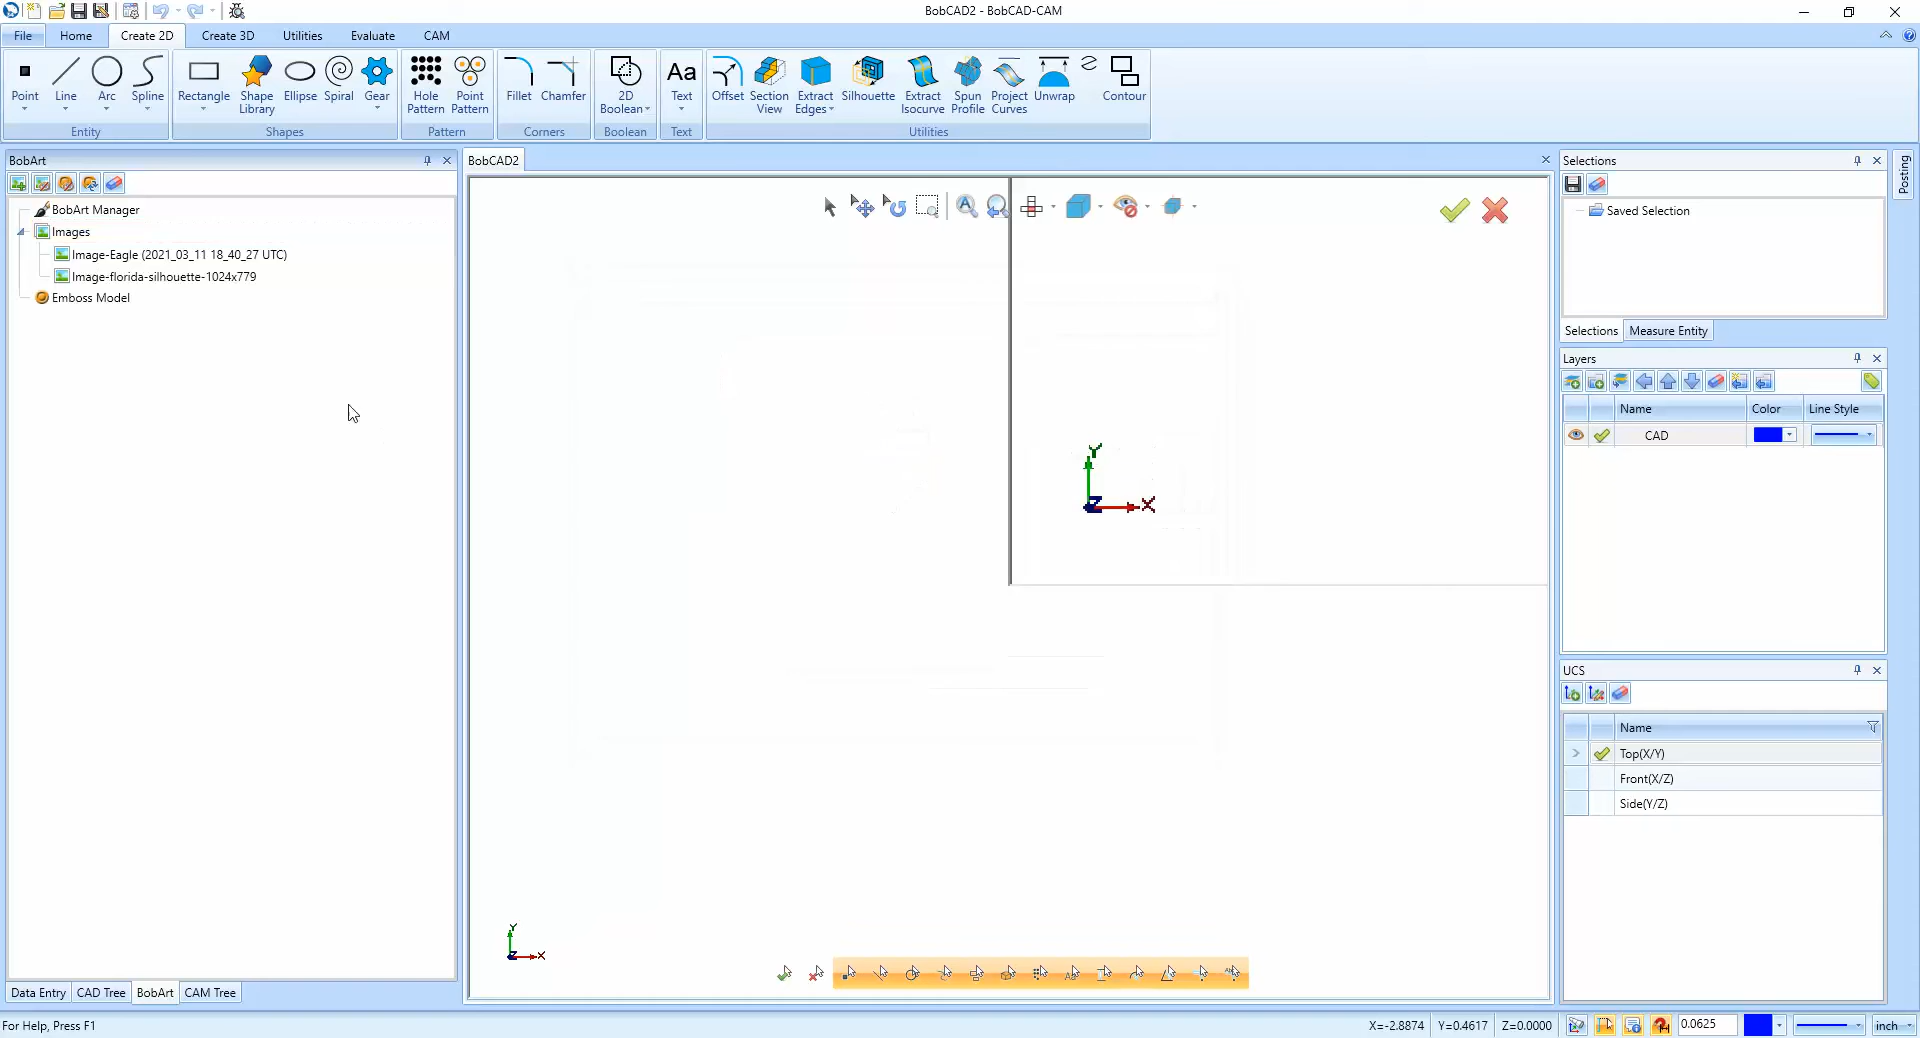 BobCAD2 - BobCAD-CAM
File Home Create 2D Create 3D Utilities Evaluate CAM
Point Line Arc Spline Rectangle Shape Library Ellipse Spiral Gear Hole Pattern Point Pattern Fillet Chamfer 2D Boolean Text Offset Section View Extract Edges Silhouette Extract Isocurve Spun Profile Project Curves Unwrap Contour
Aa
Entity Shapes Pattern Corners Boolean Text Utilities
BobArt
BobCAD2
Selections
Posting
BobArt Manager
Images
Image-Eagle (2021_03_11 18_40_27 UTC)
Image-florida-silhouette-1024x779
Emboss Model
Saved Selection
Selections Measure Entity
Layers
Name Color Line Style
CAD
Y
Z X
UCS
Name
Top(X/Y)
Front(X/Z)
Side(Y/Z)
Y
Z X
Data Entry CAD Tree BobArt CAM Tree
For Help, Press F1
X=-2.8874 Y=0.4617 Z=0.0000 0.0625 inch